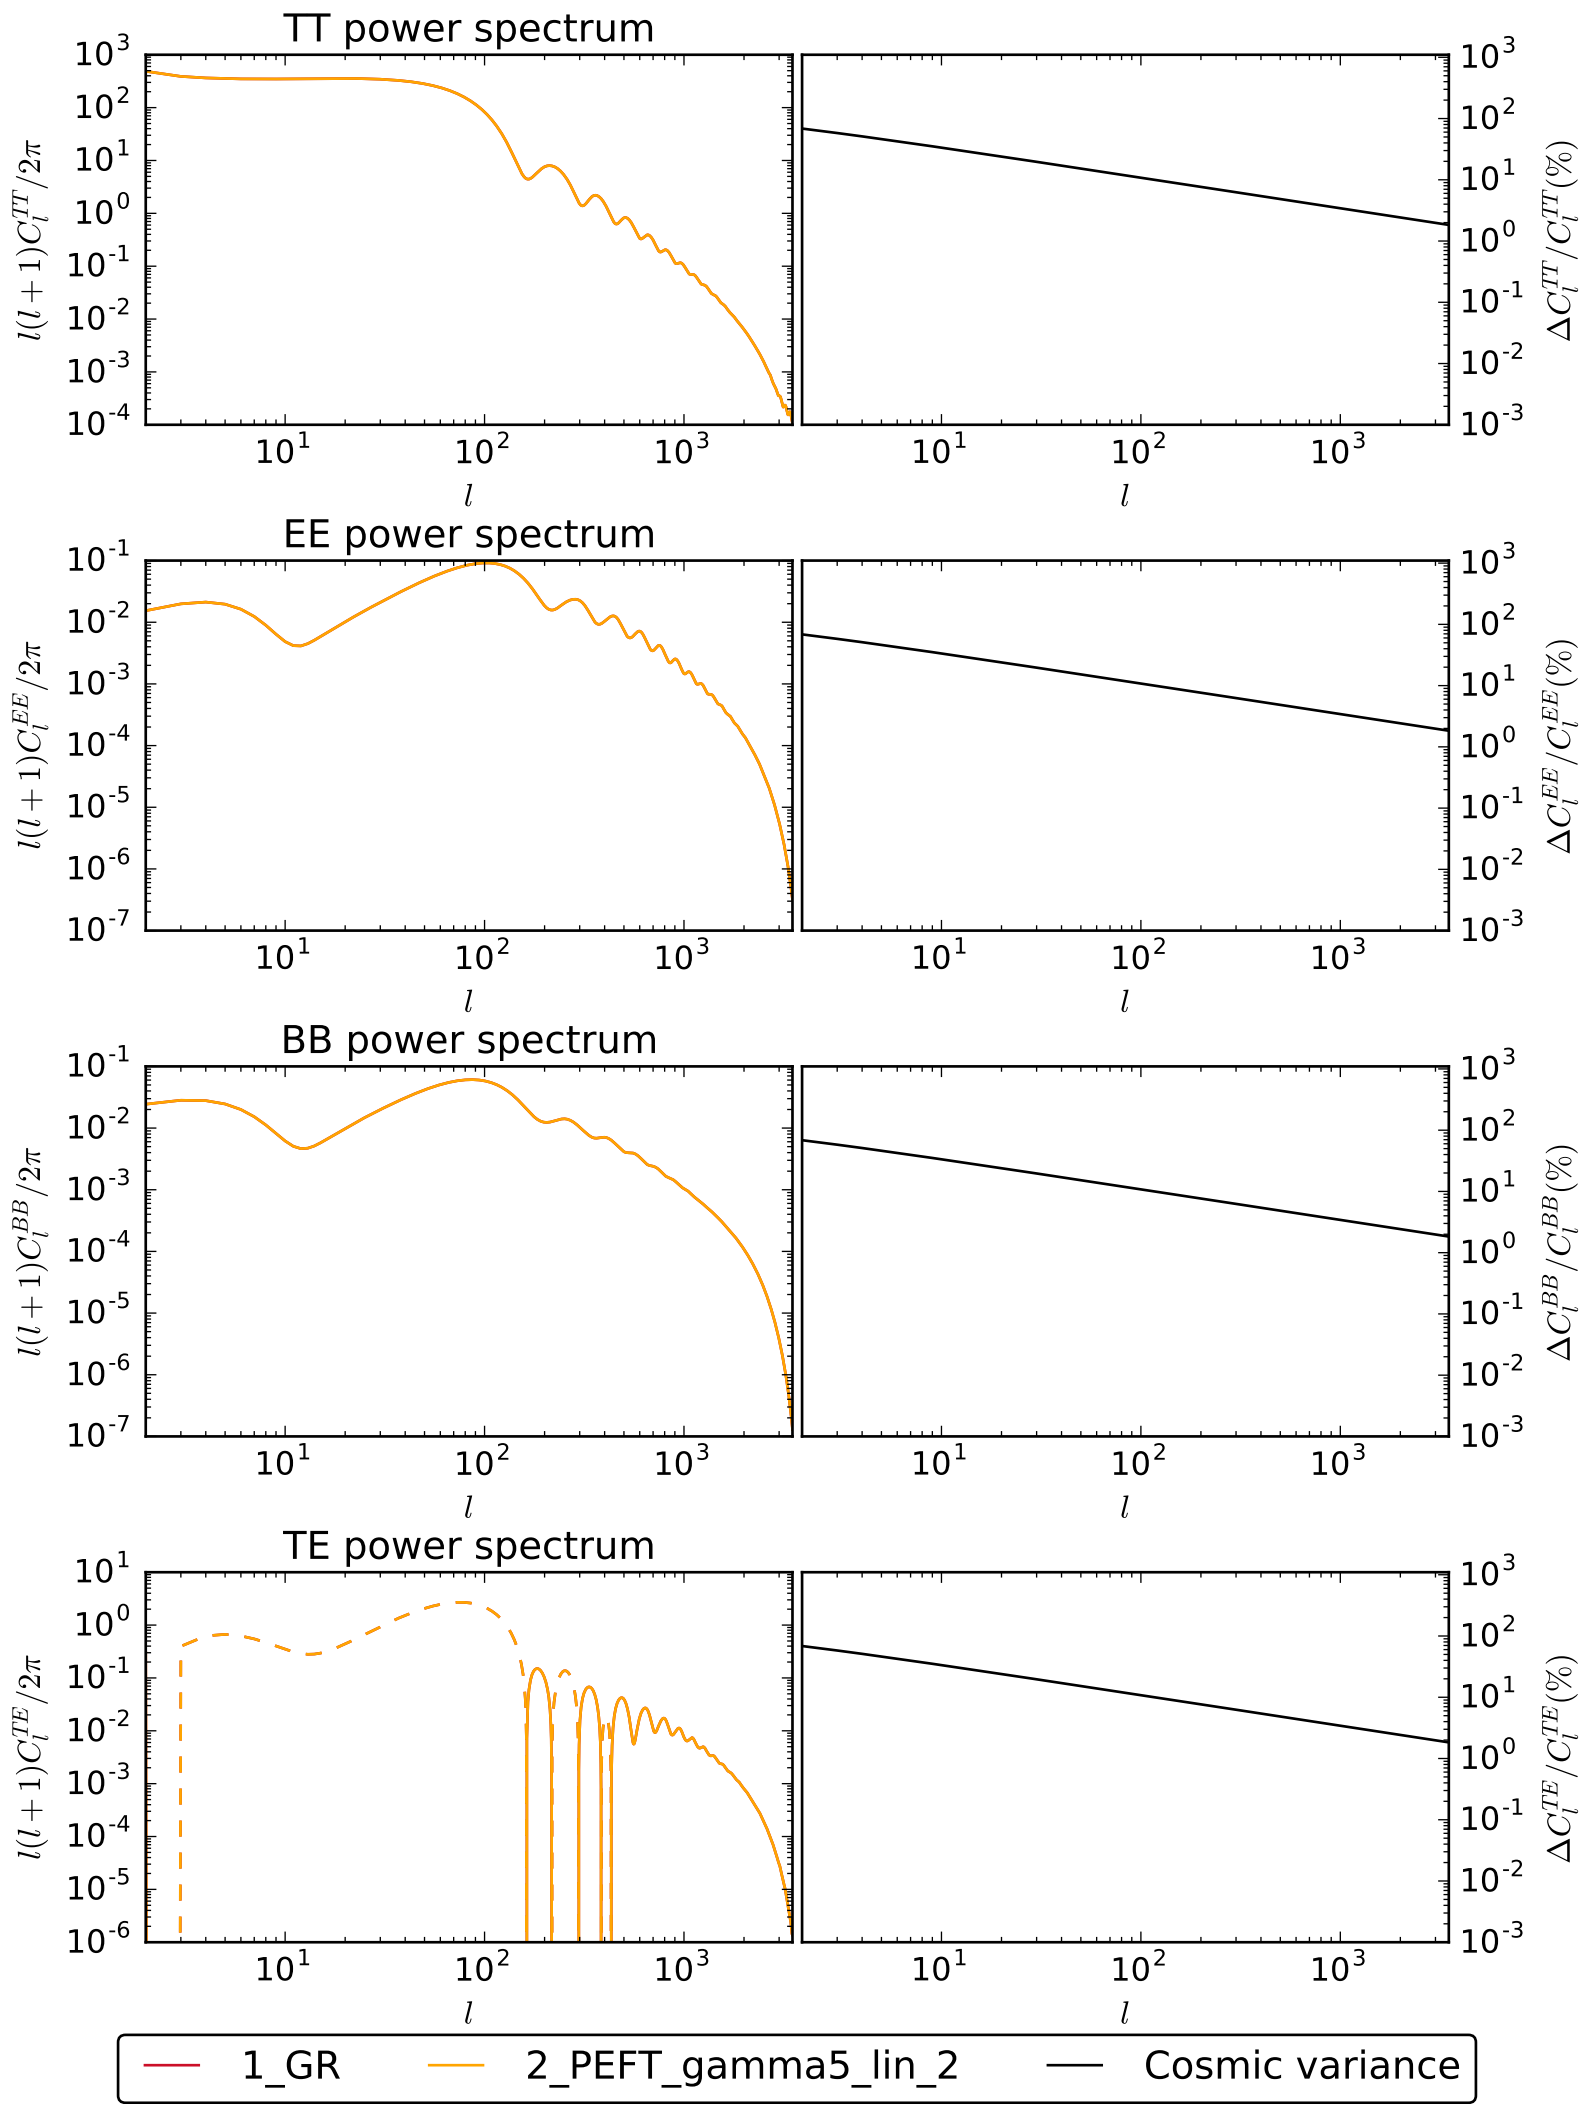 TT power spectrum
10^3
10^2
10^1
10^0
10^-1
10^-2
10^-3
10^-4
l(l + 1)C_l^{TT}/2π
10^1 10^2 10^3
l
10^3
10^2
10^1
10^0
10^-1
10^-2
10^-3
ΔC_l^{TT}/C_l^{TT}(%)
10^1 10^2 10^3
l
EE power spectrum
10^-1
10^-2
10^-3
10^-4
10^-5
10^-6
10^-7
l(l + 1)C_l^{EE}/2π
10^1 10^2 10^3
l
10^3
10^2
10^1
10^0
10^-1
10^-2
10^-3
ΔC_l^{EE}/C_l^{EE}(%)
10^1 10^2 10^3
l
BB power spectrum
10^-1
10^-2
10^-3
10^-4
10^-5
10^-6
10^-7
l(l + 1)C_l^{BB}/2π
10^1 10^2 10^3
l
10^3
10^2
10^1
10^0
10^-1
10^-2
10^-3
ΔC_l^{BB}/C_l^{BB}(%)
10^1 10^2 10^3
l
TE power spectrum
10^1
10^0
10^-1
10^-2
10^-3
10^-4
10^-5
10^-6
l(l + 1)C_l^{TE}/2π
10^1 10^2 10^3
l
10^3
10^2
10^1
10^0
10^-1
10^-2
10^-3
ΔC_l^{TE}/C_l^{TE}(%)
10^1 10^2 10^3
l
1_GR 2_PEFT_gamma5_lin_2 Cosmic variance